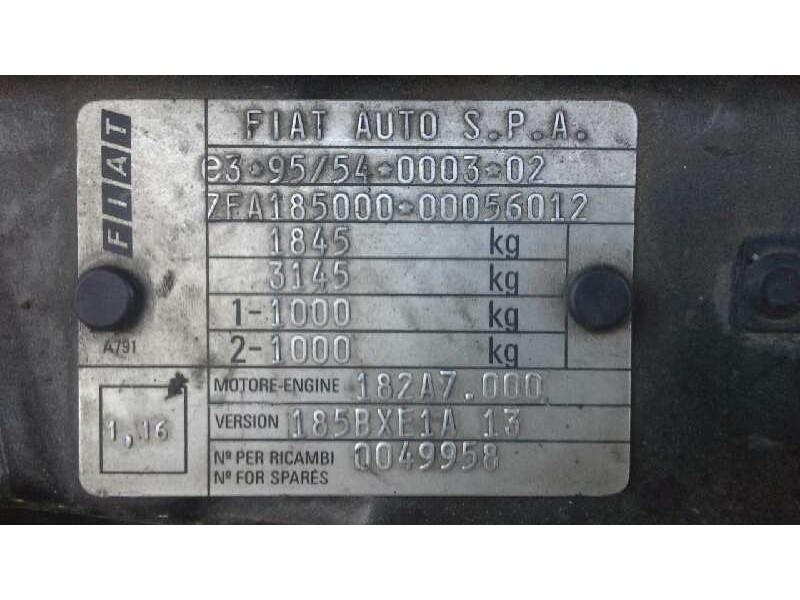 FIAT
FIAT AUTO S.P.A.
e3*95/54*0003*02
ZFA185000*00056012
1845 kg
3145 kg
1-1000 kg
2-1000 kg
A791
MOTORE-ENGINE 182A7.000
1,16
VERSION 185BXE1A 13
Nº PER RICAMBI 0049958
Nº FOR SPARES